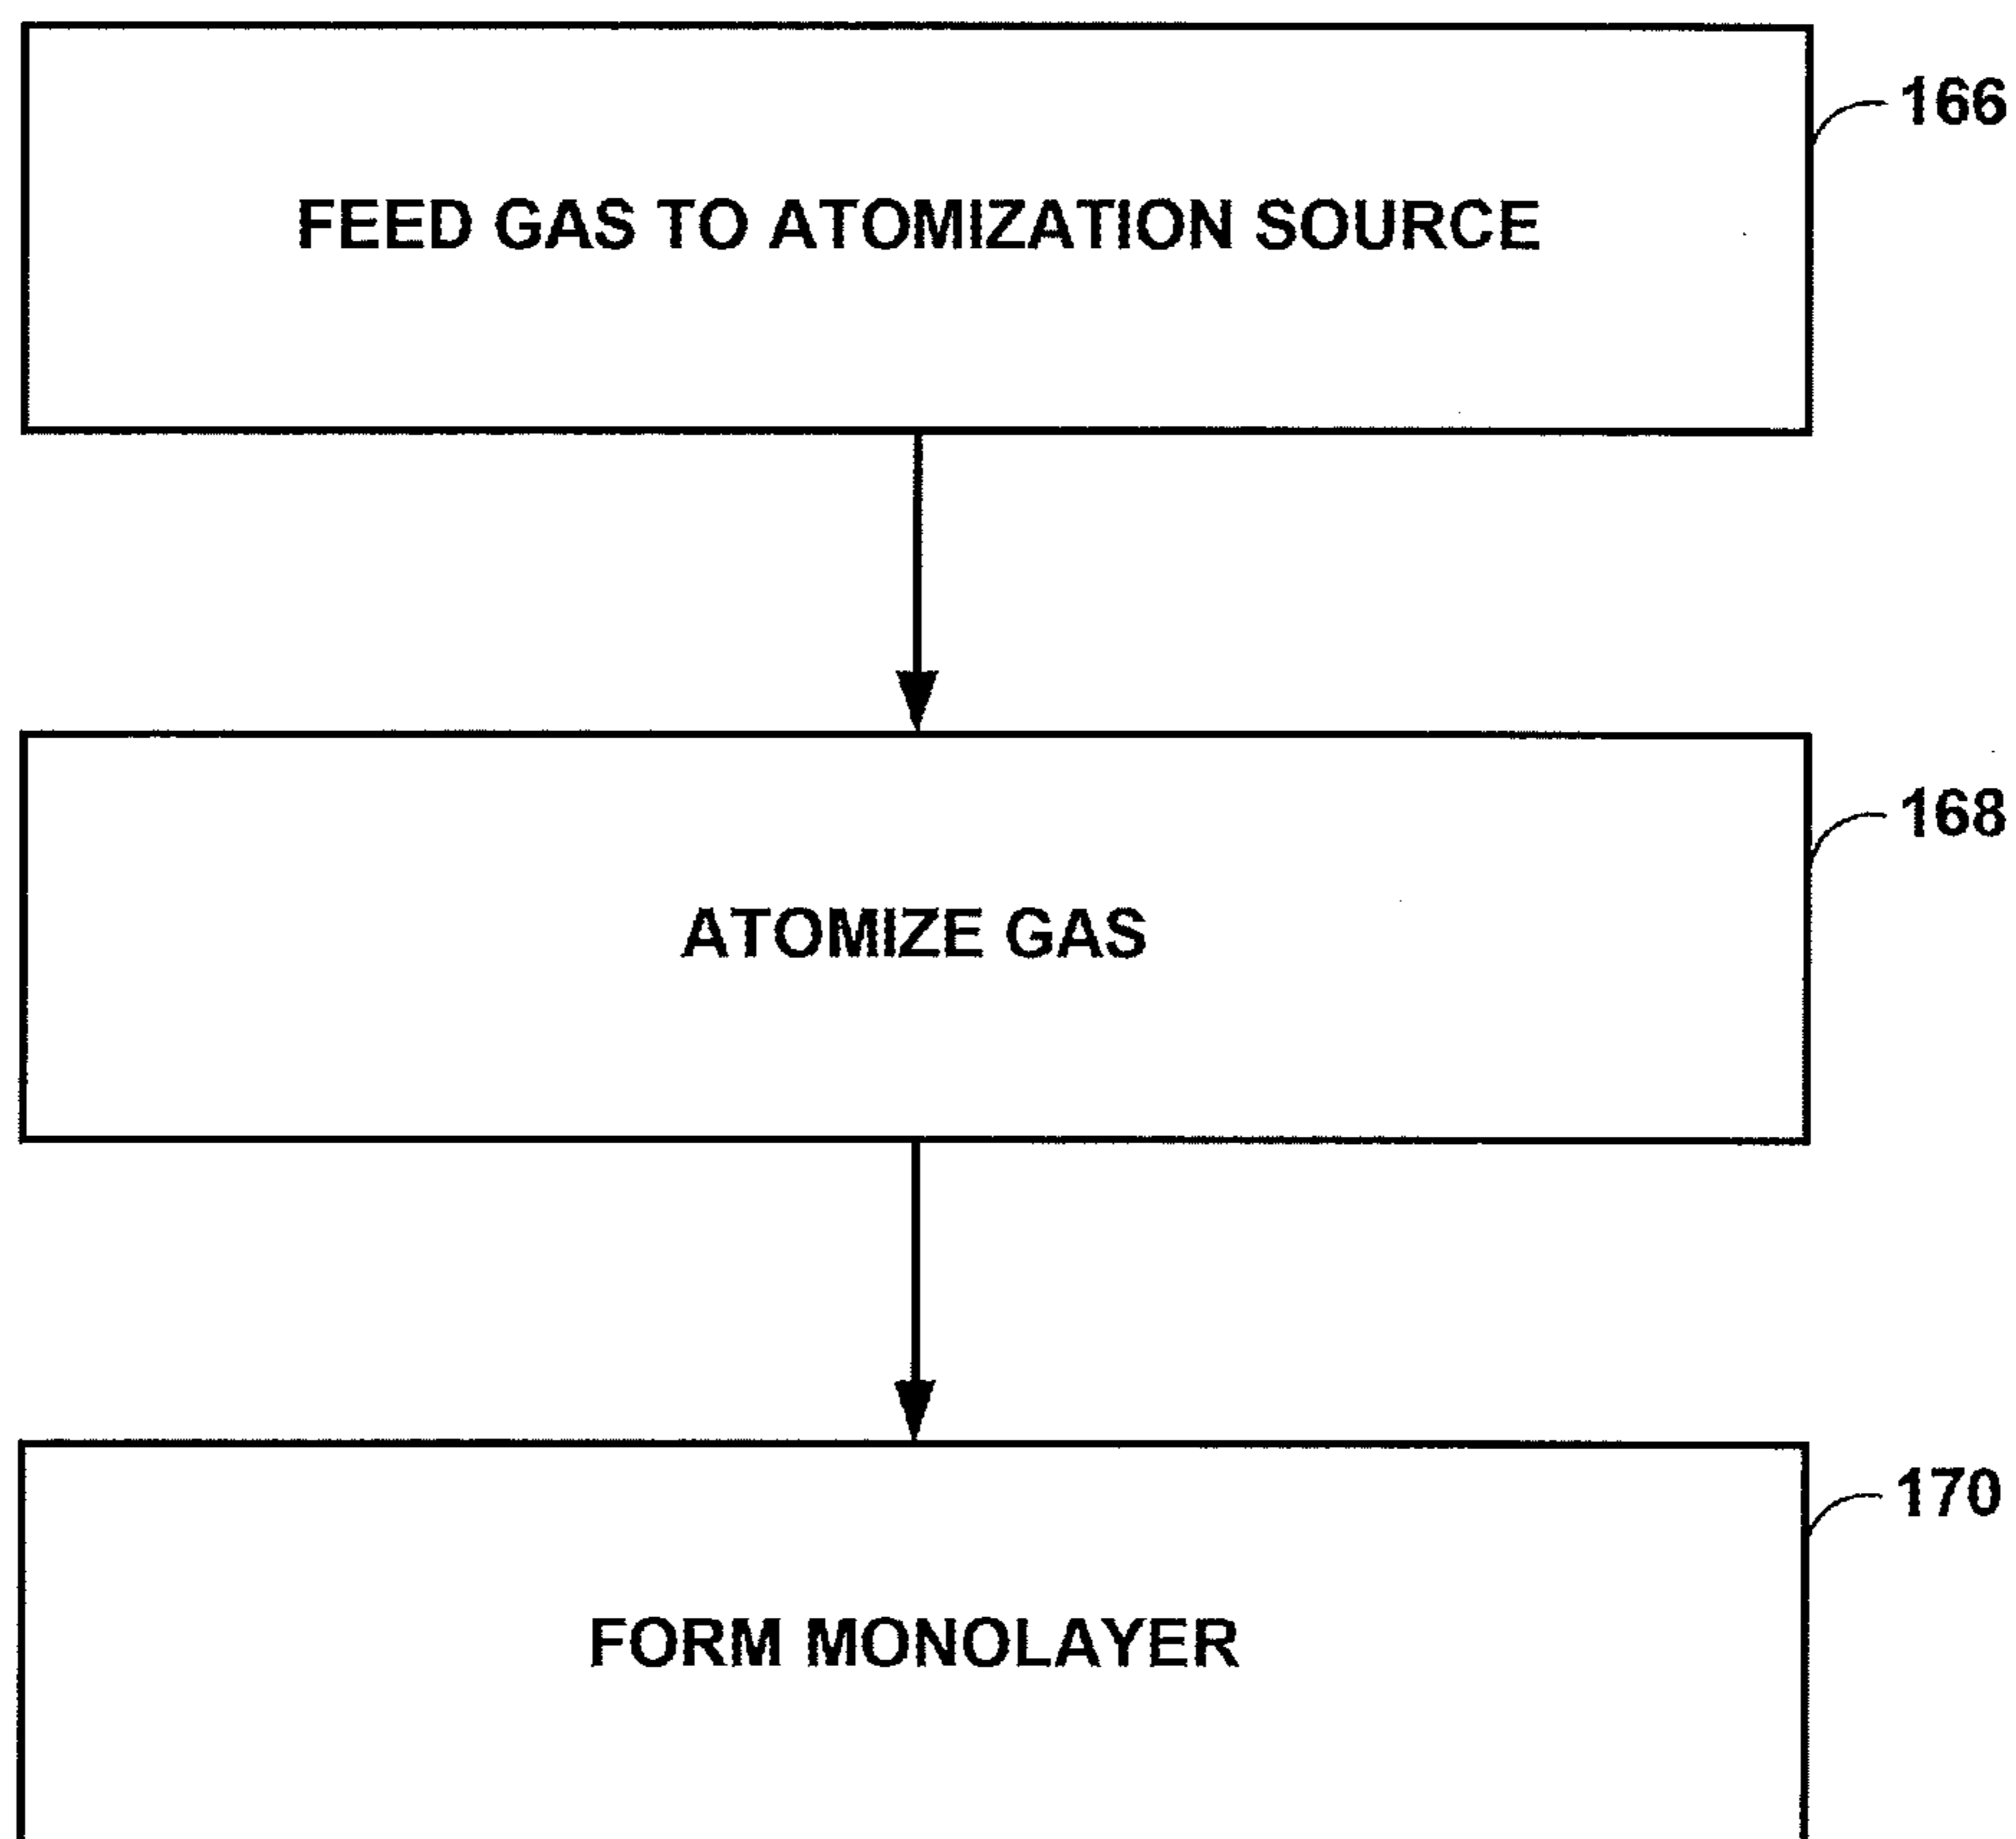 166
FEED GAS TO ATOMIZATION SOURCE
168
ATOMIZE GAS
170
FORM MONOLAYER